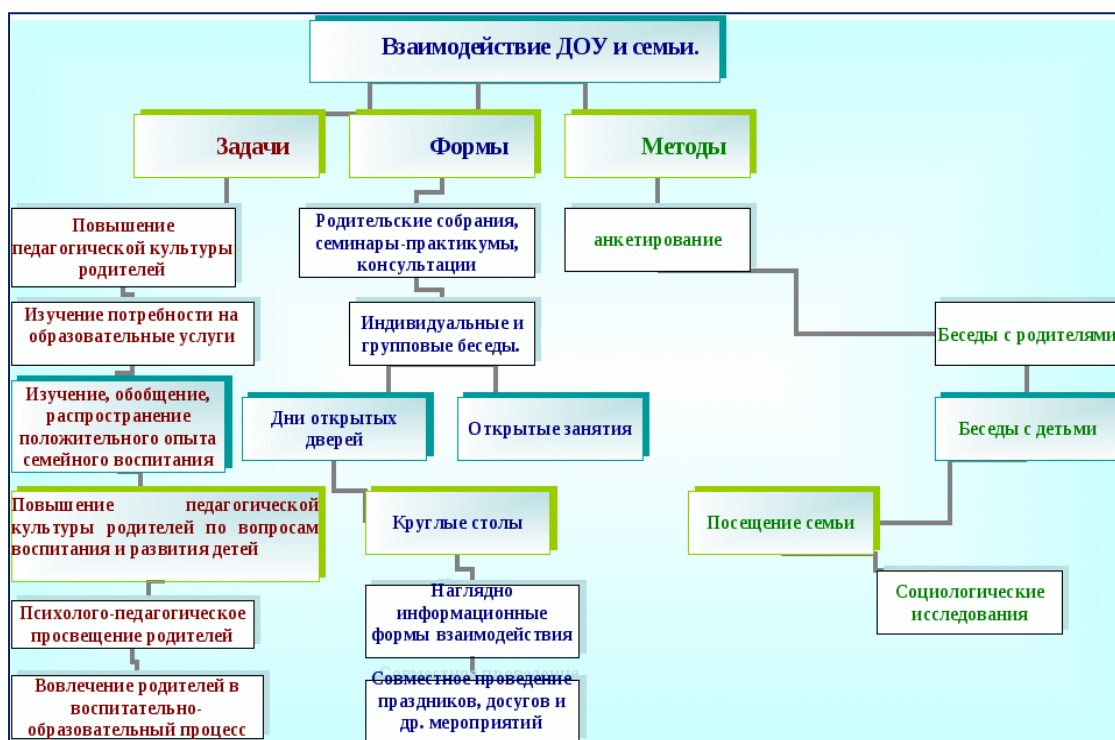 Взаимодействие ДОУ и семьи.
Задачи
Формы
Методы
Повышение
педагогической культуры
родителей
Изучение потребности на
образовательные услуги
Изучение, обобщение,
распространение
положительного опыта
семейного воспитания
Повышение педагогической
культуры родителей по вопросам
воспитания и развития детей
Психолого-педагогическое
просвещение родителей
Вовлечение родителей в
воспитательно-
образовательный процесс
Родительские собрания,
семинары-практикумы,
консультации
Индивидуальные и
групповые беседы.
Дни открытых
дверей
Открытые занятия
Круглые столы
Наглядно
информационные
формы взаимодействия
Совместное проведение
праздников, досугов и
др. мероприятий
анкетирование
Беседы с родителями
Беседы с детьми
Посещение семьи
Социологические
исследования